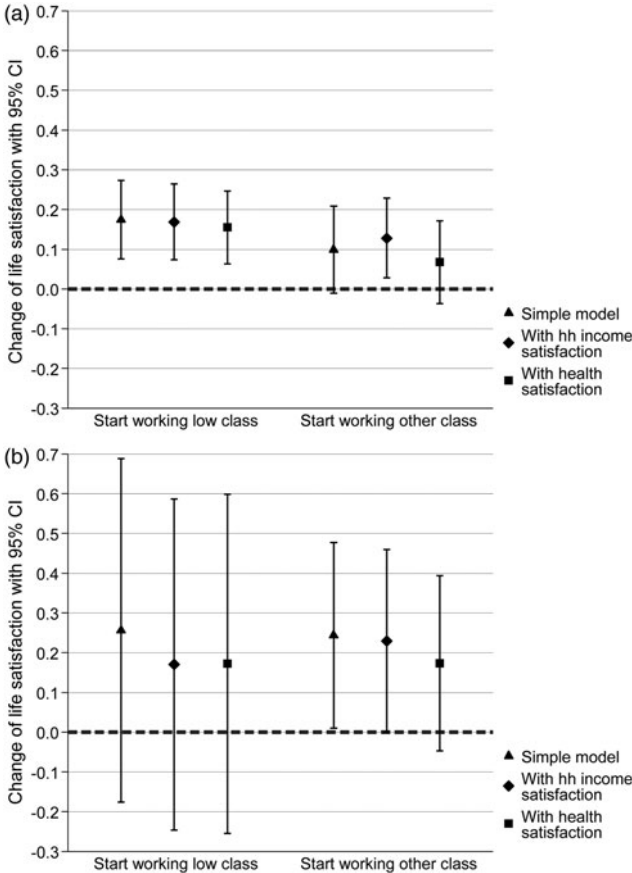 (a)
Change of life satisfaction with 95% CI
0.7
0.6
0.5
0.4
0.3
0.2
0.1
0.0
-0.1
-0.2
-0.3
Start working low class
Start working other class
Simple model
With hh income
satisfaction
With health
satisfaction
(b)
Change of life satisfaction with 95% CI
0.7
0.6
0.5
0.4
0.3
0.2
0.1
0.0
-0.1
-0.2
-0.3
Start working low class
Start working other class
Simple model
With hh income
satisfaction
With health
satisfaction